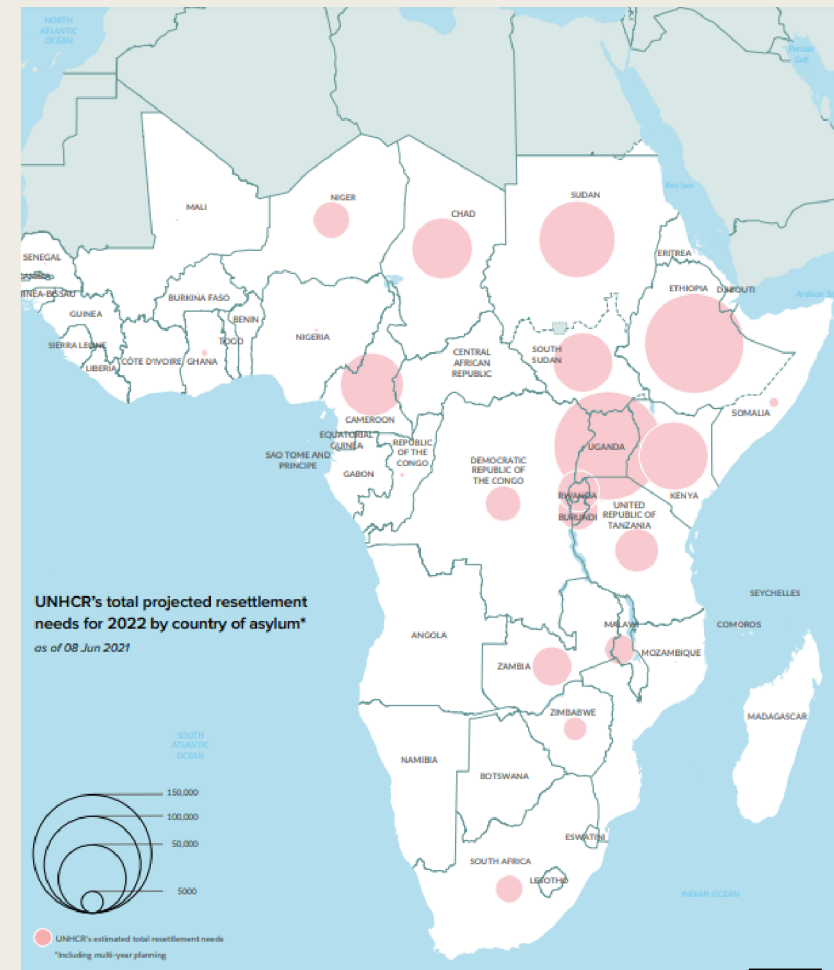 NORTH
ATLANTIC
OCEAN
Persian
Gulf
Red Sea
MALI
NIGER
CHAD
SUDAN
SENEGAL
ERITREA
ETHIOPIA
DJIBOUTI
BURKINA FASO
GUINEA
BENIN
TOGO
NIGERIA
SIERRA LEONE
COTE D'IVOIRE
GHANA
LIBERIA
CENTRAL
AFRICAN
REPUBLIC
SOUTH
SUDAN
SOMALIA
CAMEROON
EQUATORIAL
GUINEA
SAO TOME AND
PRINCIPE
REPUBLIC
OF THE
CONGO
GABON
DEMOCRATIC
REPUBLIC OF
THE CONGO
UGANDA
KENYA
RWANDA
BURUNDI
UNITED
REPUBLIC OF
TANZANIA
SEYCHELLES
COMOROS
UNHCR's total projected resettlement
needs for 2022 by country of asylum*
as of 08 Jun 2021
ANGOLA
MALAWI
MOZAMBIQUE
ZAMBIA
ZIMBABWE
MADAGASCAR
SOUTH
ATLANTIC
OCEAN
NAMIBIA
BOTSWANA
ESWATINI
SOUTH AFRICA
LESOTHO
INDIAN OCEAN
150,000
100,000
50,000
5000
UNHCR's estimated total resettlement needs
*Including multi-year planning